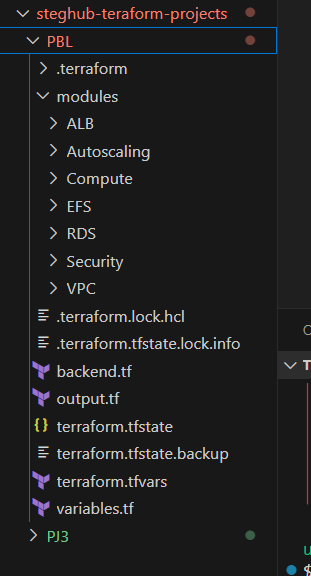 steghub-teraform-projects
PBL
.terraform
modules
ALB
Autoscaling
Compute
EFS
RDS
Security
VPC
.terraform.lock.hcl
.terraform.tfstate.lock.info
backend.tf
output.tf
{} terraform.tfstate
terraform.tfstate.backup
terraform.tfvars
variables.tf
PJ3